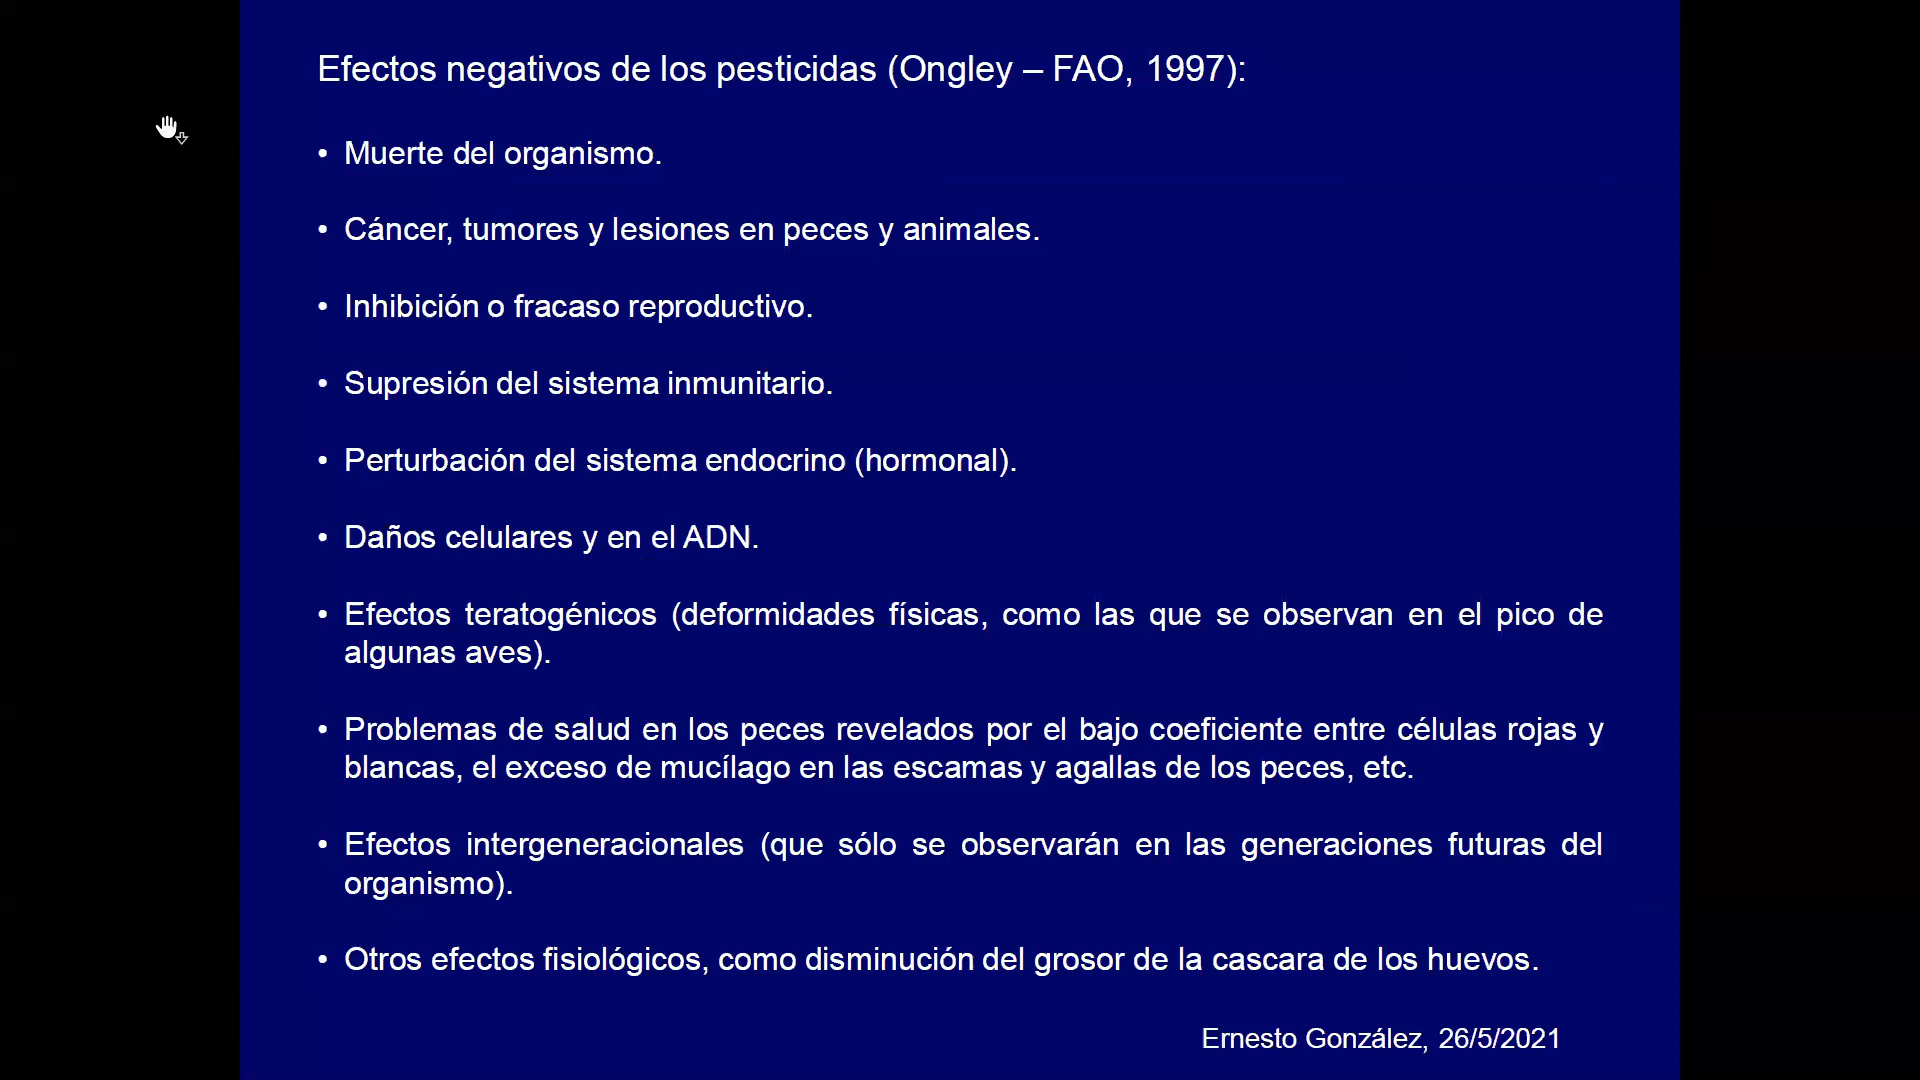 Efectos negativos de los pesticidas (Ongley – FAO, 1997):
• Muerte del organismo.
• Cáncer, tumores y lesiones en peces y animales.
• Inhibición o fracaso reproductivo.
• Supresión del sistema inmunitario.
• Perturbación del sistema endocrino (hormonal).
• Daños celulares y en el ADN.
• Efectos teratogénicos (deformidades físicas, como las que se observan en el pico de
algunas aves).
• Problemas de salud en los peces revelados por el bajo coeficiente entre células rojas y
blancas, el exceso de mucílago en las escamas y agallas de los peces, etc.
• Efectos intergeneracionales (que sólo se observarán en las generaciones futuras del
organismo).
• Otros efectos fisiológicos, como disminución del grosor de la cascara de los huevos.
Ernesto González, 26/5/2021